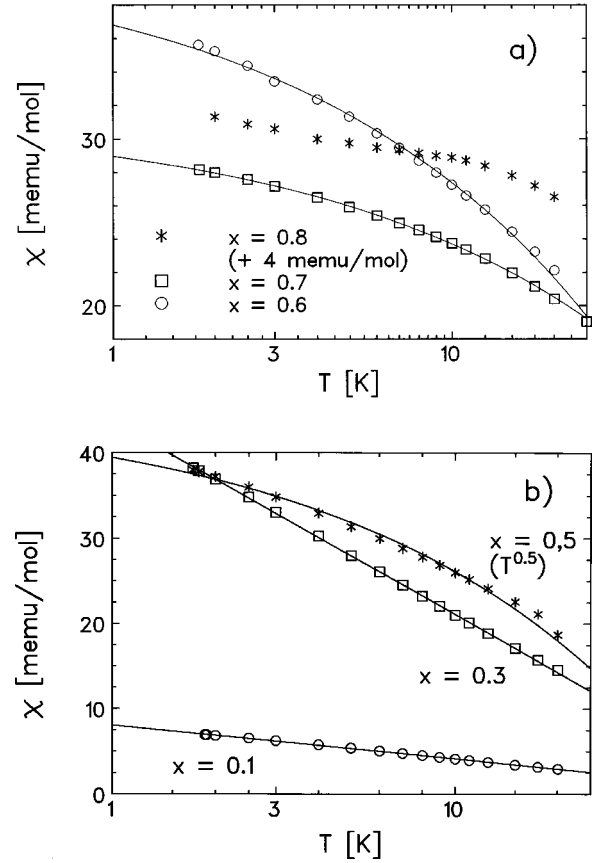 a)
χ [memu/mol]
30
20
x = 0.8
(+ 4 memu/mol)
x = 0.7
x = 0.6
1
3
10
T [K]
b)
χ [memu/mol]
40
30
20
10
5
0
x = 0,5
(T^0.5)
x = 0.3
x = 0.1
1
3
10
T [K]